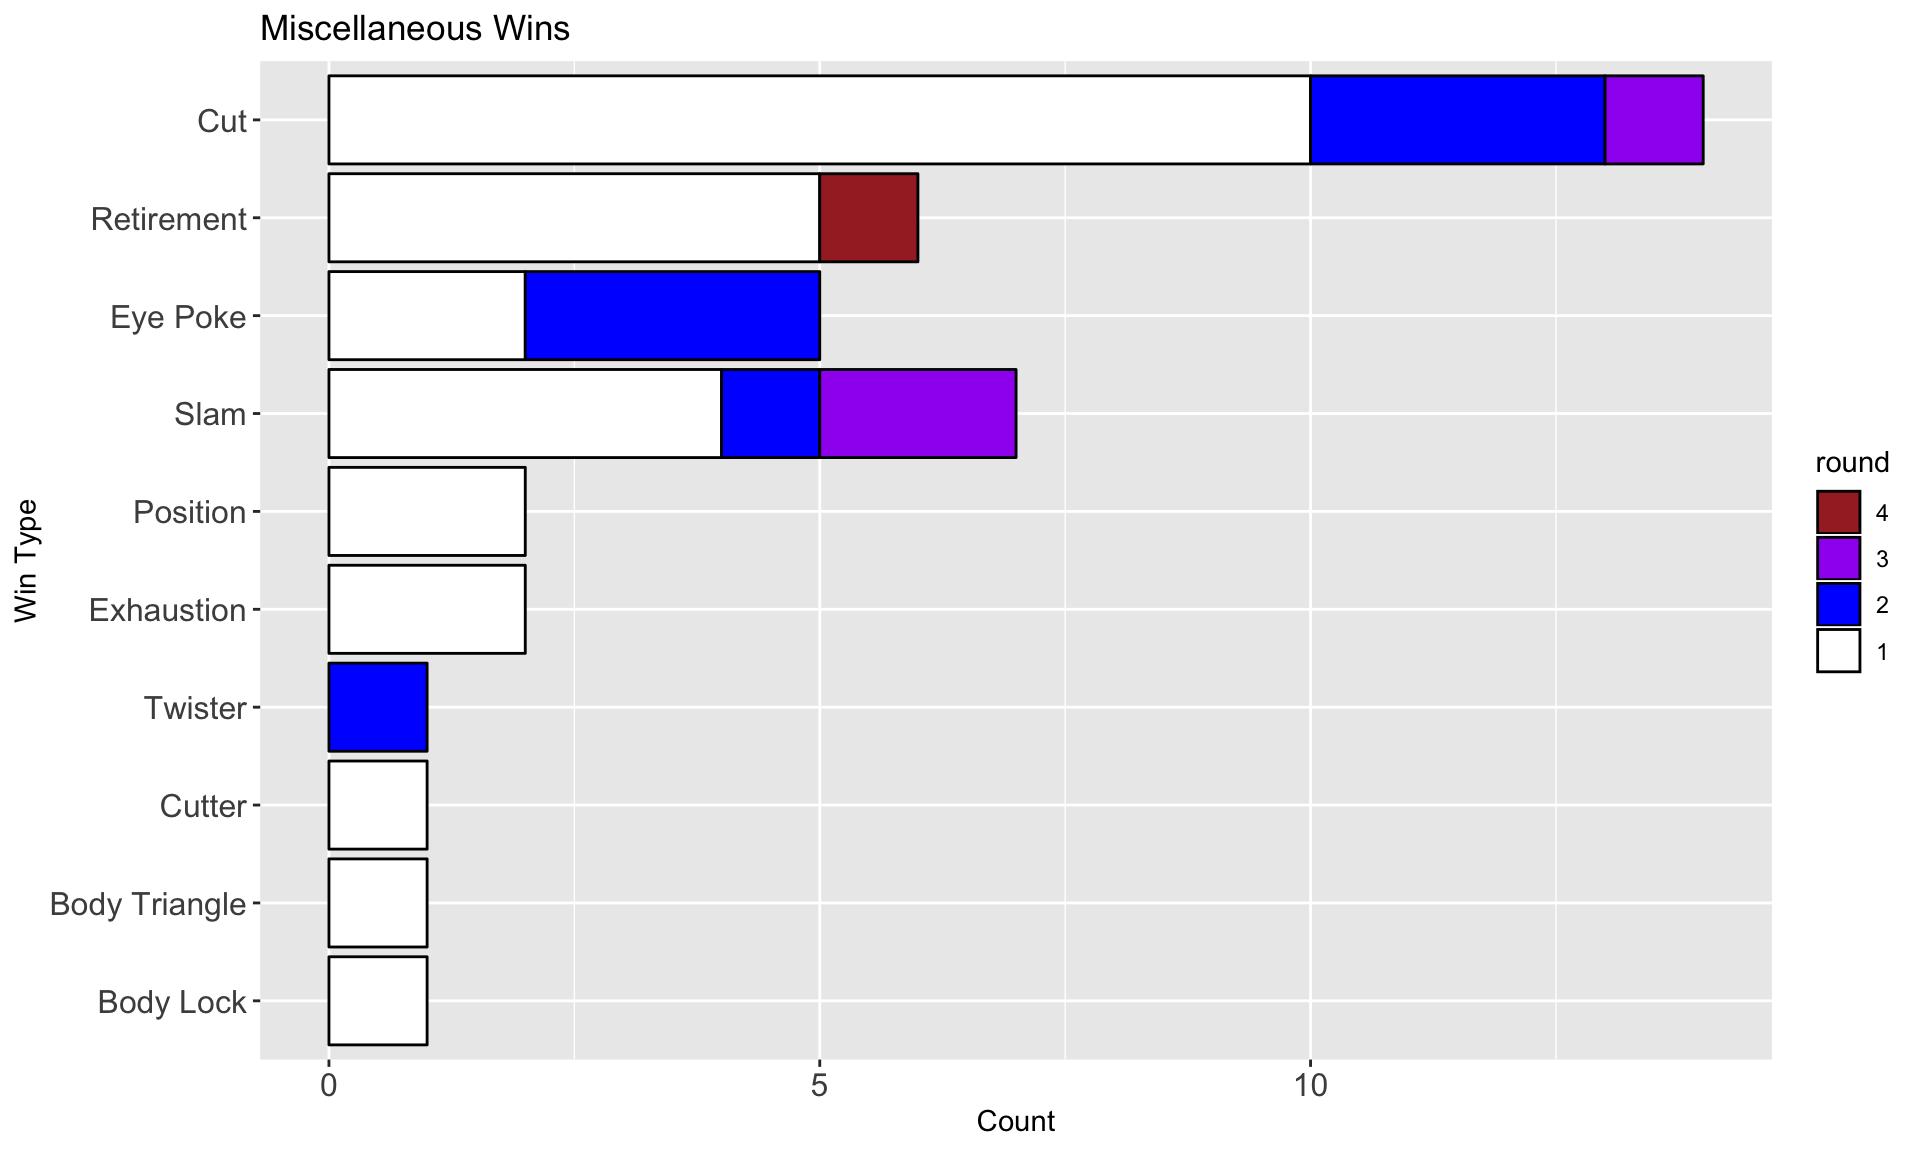 Miscellaneous Wins
Cut
Retirement
Eye Poke
Slam
Position
Exhaustion
Twister
Cutter
Body Triangle
Body Lock
Win Type
0 5 10
Count
round
4
3
2
1